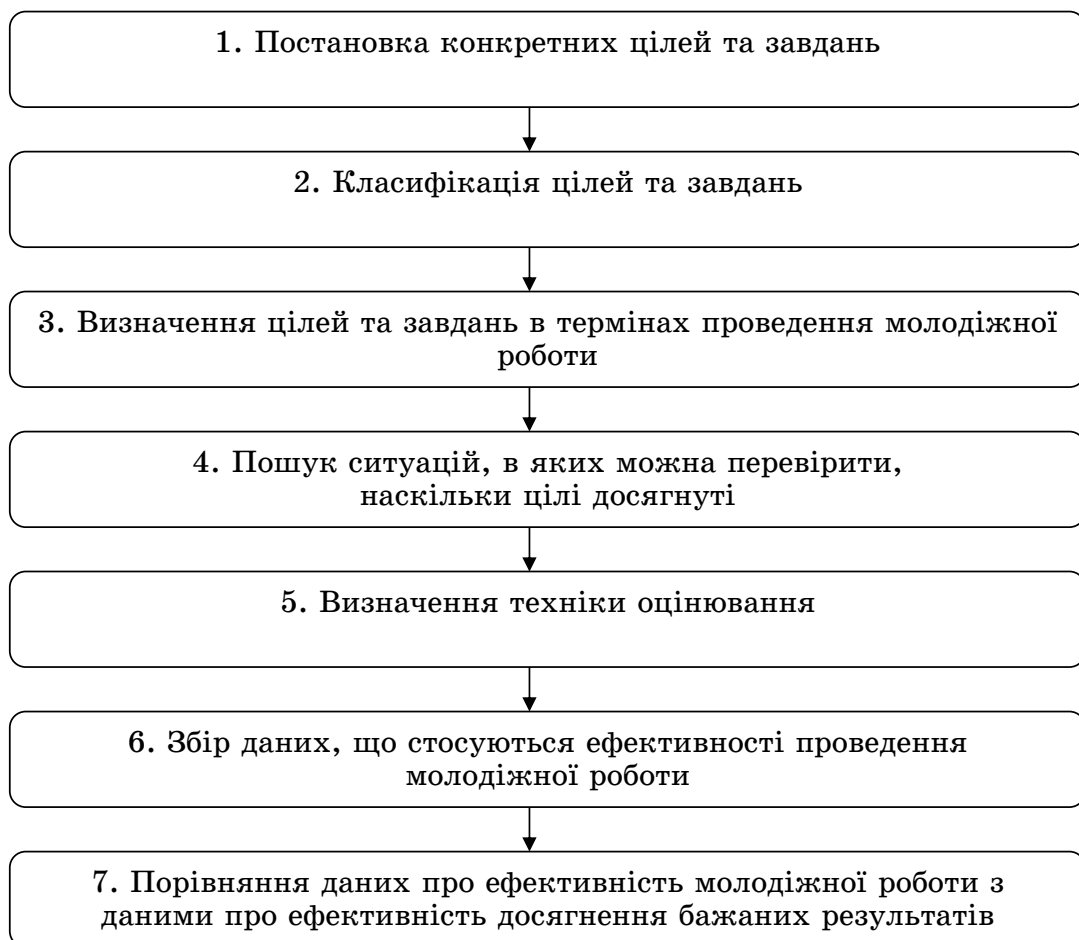 1. Постановка конкретних цілей та завдань
2. Класифікація цілей та завдань
3. Визначення цілей та завдань в термінах проведення молодіжної
роботи
4. Пошук ситуацій, в яких можна перевірити,
наскільки цілі досягнуті
5. Визначення техніки оцінювання
6. Збір даних, що стосуються ефективності проведення
молодіжної роботи
7. Порівняння даних про ефективність молодіжної роботи з
даними про ефективність досягнення бажаних результатів